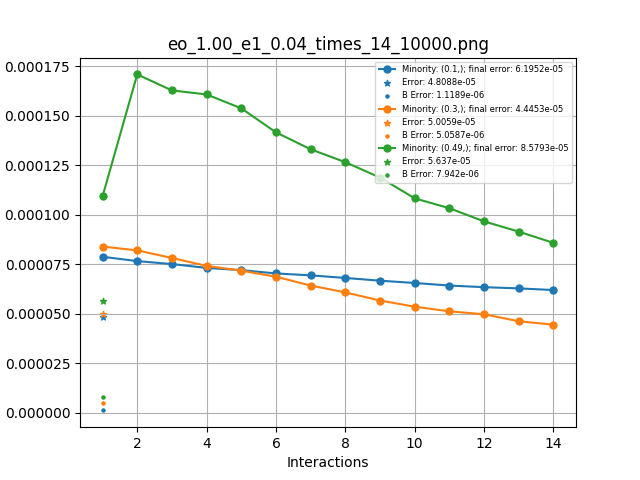 eo_1.00_e1_0.04_times_14_10000.png
Minority: (0.1,); final error: 6.1952e-05
Error: 4.8088e-05
B Error: 1.1189e-06
Minority: (0.3,); final error: 4.4453e-05
Error: 5.0059e-05
B Error: 5.0587e-06
Minority: (0.49,); final error: 8.5793e-05
Error: 5.637e-05
B Error: 7.942e-06
0.000175
0.000150
0.000125
0.000100
0.000075
0.000050
0.000025
0.000000
2 4 6 8 10 12 14
Interactions